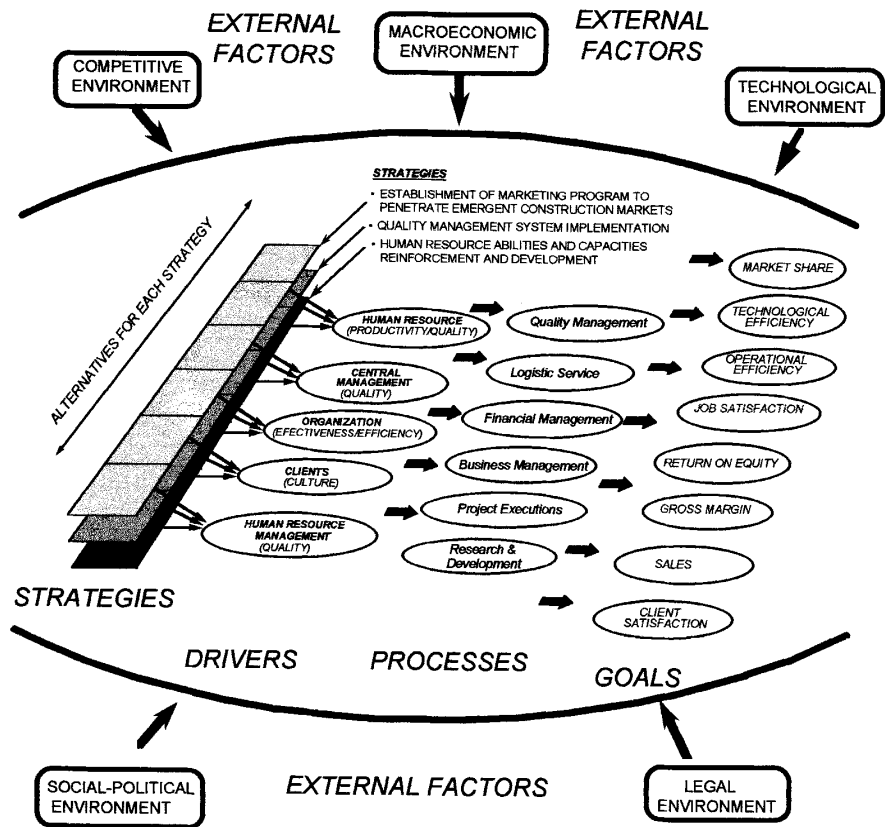 EXTERNAL
FACTORS
MACROECONOMIC
ENVIRONMENT
EXTERNAL
FACTORS
COMPETITIVE
ENVIRONMENT
TECHNOLOGICAL
ENVIRONMENT
STRATEGIES
- ESTABLISHMENT OF MARKETING PROGRAM TO
PENETRATE EMERGENT CONSTRUCTION MARKETS
- QUALITY MANAGEMENT SYSTEM IMPLEMENTATION
- HUMAN RESOURCE ABILITIES AND CAPACITIES
REINFORCEMENT AND DEVELOPMENT
ALTERNATIVES FOR EACH STRATEGY
HUMAN RESOURCE
(PRODUCTIVITY/QUALITY)
CENTRAL
MANAGEMENT
(QUALITY)
ORGANIZATION
(EFECTIVENESS/EFFICIENCY)
CLIENTS
(CULTURE)
HUMAN RESOURCE
MANAGEMENT
(QUALITY)
Quality Management
Logistic Service
Financial Management
Business Management
Project Executions
Research &
Development
MARKET SHARE
TECHNOLOGICAL
EFFICIENCY
OPERATIONAL
EFFICIENCY
JOB SATISFACTION
RETURN ON EQUITY
GROSS MARGIN
SALES
CLIENT
SATISFACTION
STRATEGIES
DRIVERS
PROCESSES
GOALS
SOCIAL-POLITICAL
ENVIRONMENT
EXTERNAL FACTORS
LEGAL
ENVIRONMENT